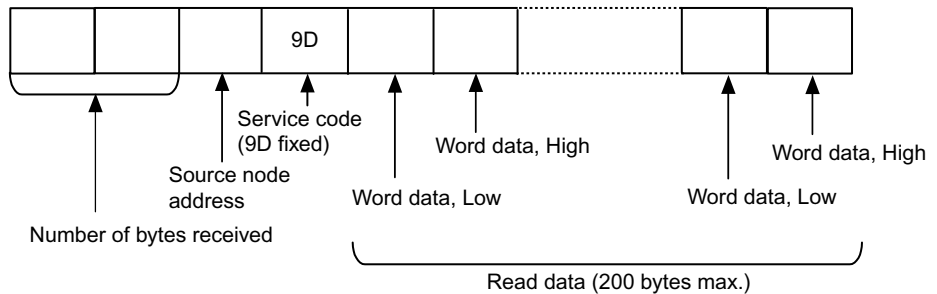 9D
Service code
(9D fixed)
Word data, High
Word data, High
Source node
address
Word data, Low
Word data, Low
Number of bytes received
Read data (200 bytes max.)